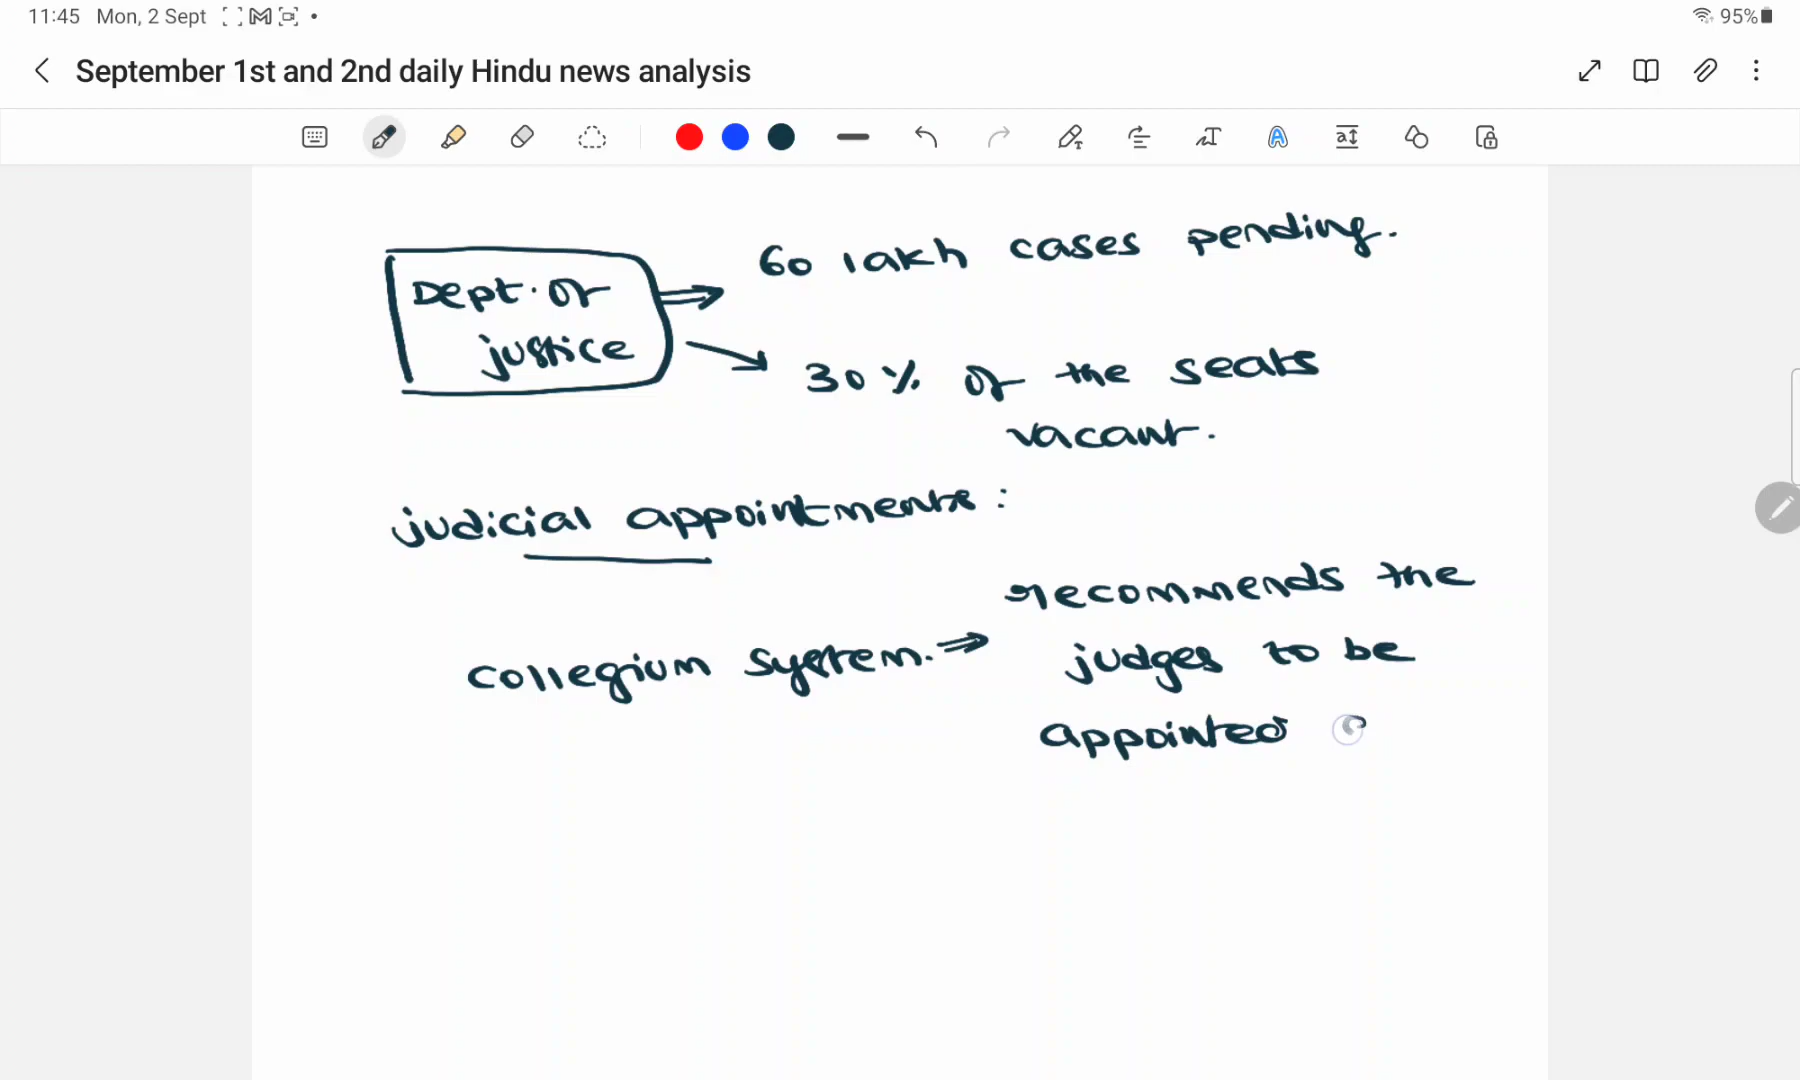 11:45 Mon, 2 Sept 95%
September 1st and 2nd daily Hindu news analysis
60 lakh cases pending.
Dept. of
justice
30% of the seats
vacant.
judicial appointments:
recommends the
collegium system.
judges to be
appointed